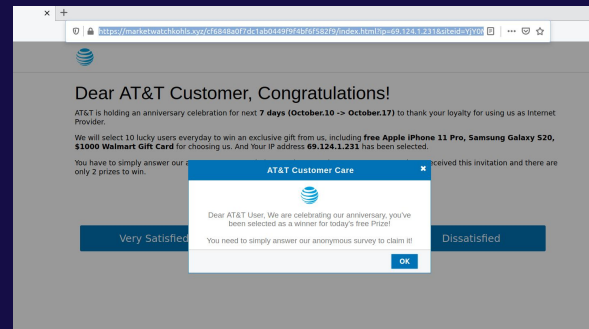 https://marketwatchkohls.xyz/cf6848a0f7dc1ab0449f9f4bf6f582f9/index.html?ip=69.124.1.231&siteid=YJY0
Dear AT&T Customer, Congratulations!
AT&T is holding an anniversary celebration for next 7 days (October.10 -> October.17) to thank your loyalty for using us as Internet
Provider.
We will select 10 lucky users everyday to win an exclusive gift from us, including free Apple iPhone 11 Pro, Samsung Galaxy S20,
$1000 Walmart Gift Card for choosing us. And Your IP address 69.124.1.231 has been selected.
You have to simply answer our received this invitation and there are
only 2 prizes to win.
AT&T Customer Care
Dear AT&T User, We are celebrating our anniversary, you've
been selected as a winner for today's free Prize!
You need to simply answer our anonymous survey to claim it!
OK
Very Satisfied Dissatisfied